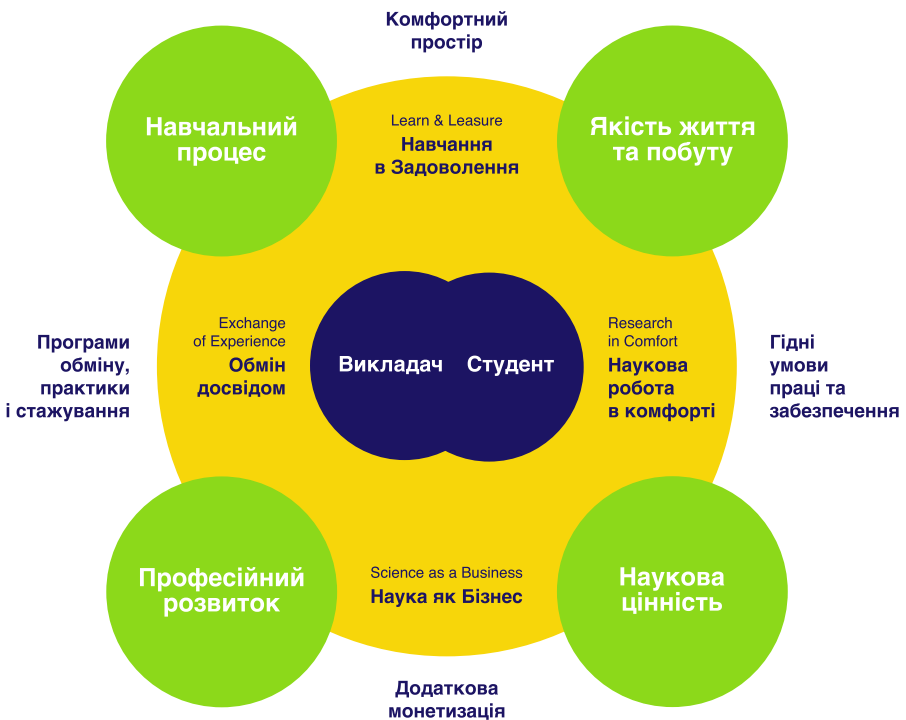 Комфортний
простір
Навчальний
процес
Learn & Leasure
Навчання
в Задоволення
Якість життя
та побуту
Програми
обміну,
практики
і стажування
Exchange
of Experience
Обмін
досвідом
Викладач
Студент
Research
in Comfort
Наукова
робота
в комфорті
Гідні
умови
праці та
забезпечення
Професійний
розвиток
Science as a Business
Наука як Бізнес
Наукова
цінність
Додаткова
монетизація